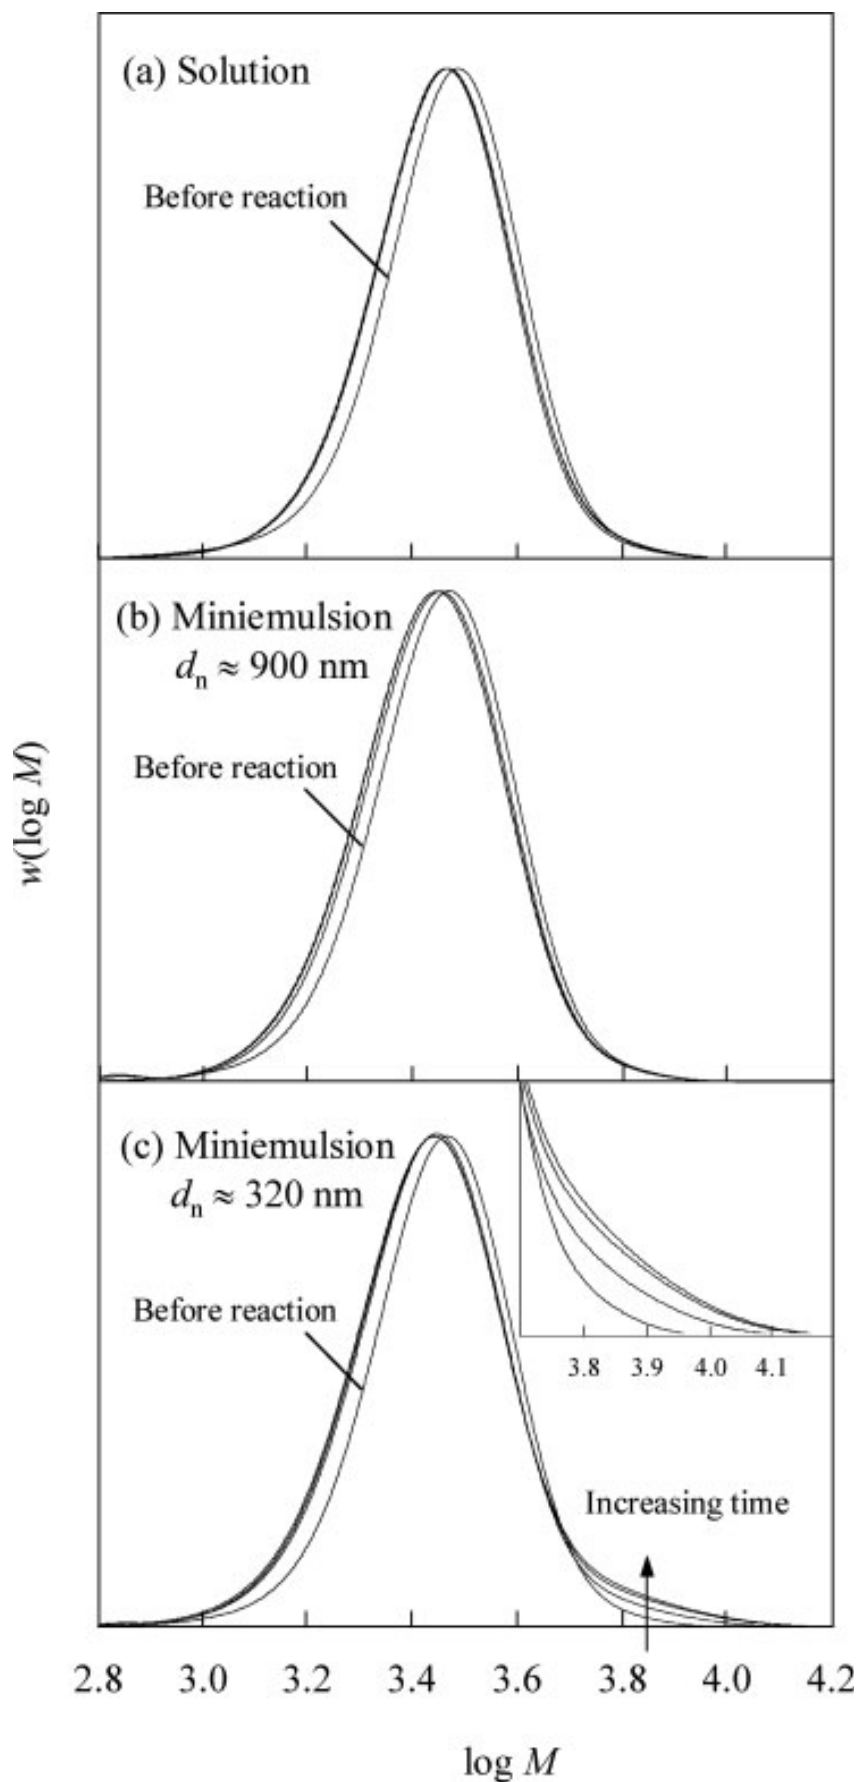 (a) Solution
Before reaction
(b) Miniemulsion
dn ≈ 900 nm
Before reaction
w(log M)
(c) Miniemulsion
dn ≈ 320 nm
Before reaction
3.8 3.9 4.0 4.1
Increasing time
2.8 3.0 3.2 3.4 3.6 3.8 4.0 4.2
log M